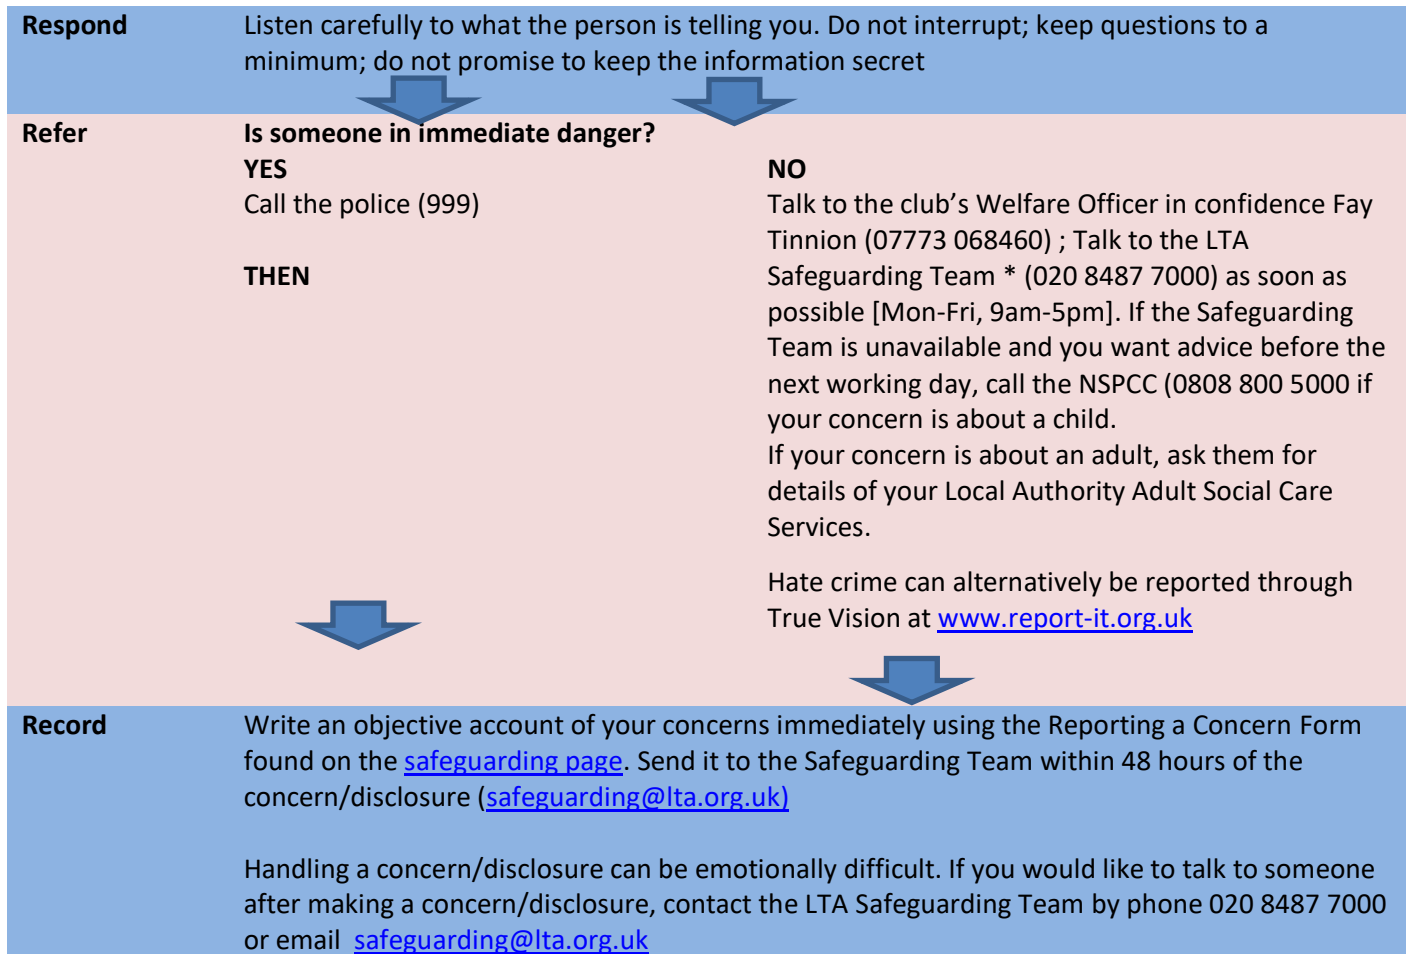 Respond
Listen carefully to what the person is telling you. Do not interrupt; keep questions to a
minimum; do not promise to keep the information secret
Refer
Is someone in immediate danger?
YES
Call the police (999)
THEN
NO
Talk to the club’s Welfare Officer in confidence Fay
Tinnion (07773 068460) ; Talk to the LTA
Safeguarding Team * (020 8487 7000) as soon as
possible [Mon-Fri, 9am-5pm]. If the Safeguarding
Team is unavailable and you want advice before the
next working day, call the NSPCC (0808 800 5000 if
your concern is about a child.
If your concern is about an adult, ask them for
details of your Local Authority Adult Social Care
Services.
Hate crime can alternatively be reported through
True Vision at www.report-it.org.uk
Record
Write an objective account of your concerns immediately using the Reporting a Concern Form
found on the safeguarding page. Send it to the Safeguarding Team within 48 hours of the
concern/disclosure (safeguarding@lta.org.uk)
Handling a concern/disclosure can be emotionally difficult. If you would like to talk to someone
after making a concern/disclosure, contact the LTA Safeguarding Team by phone 020 8487 7000
or email safeguarding@lta.org.uk